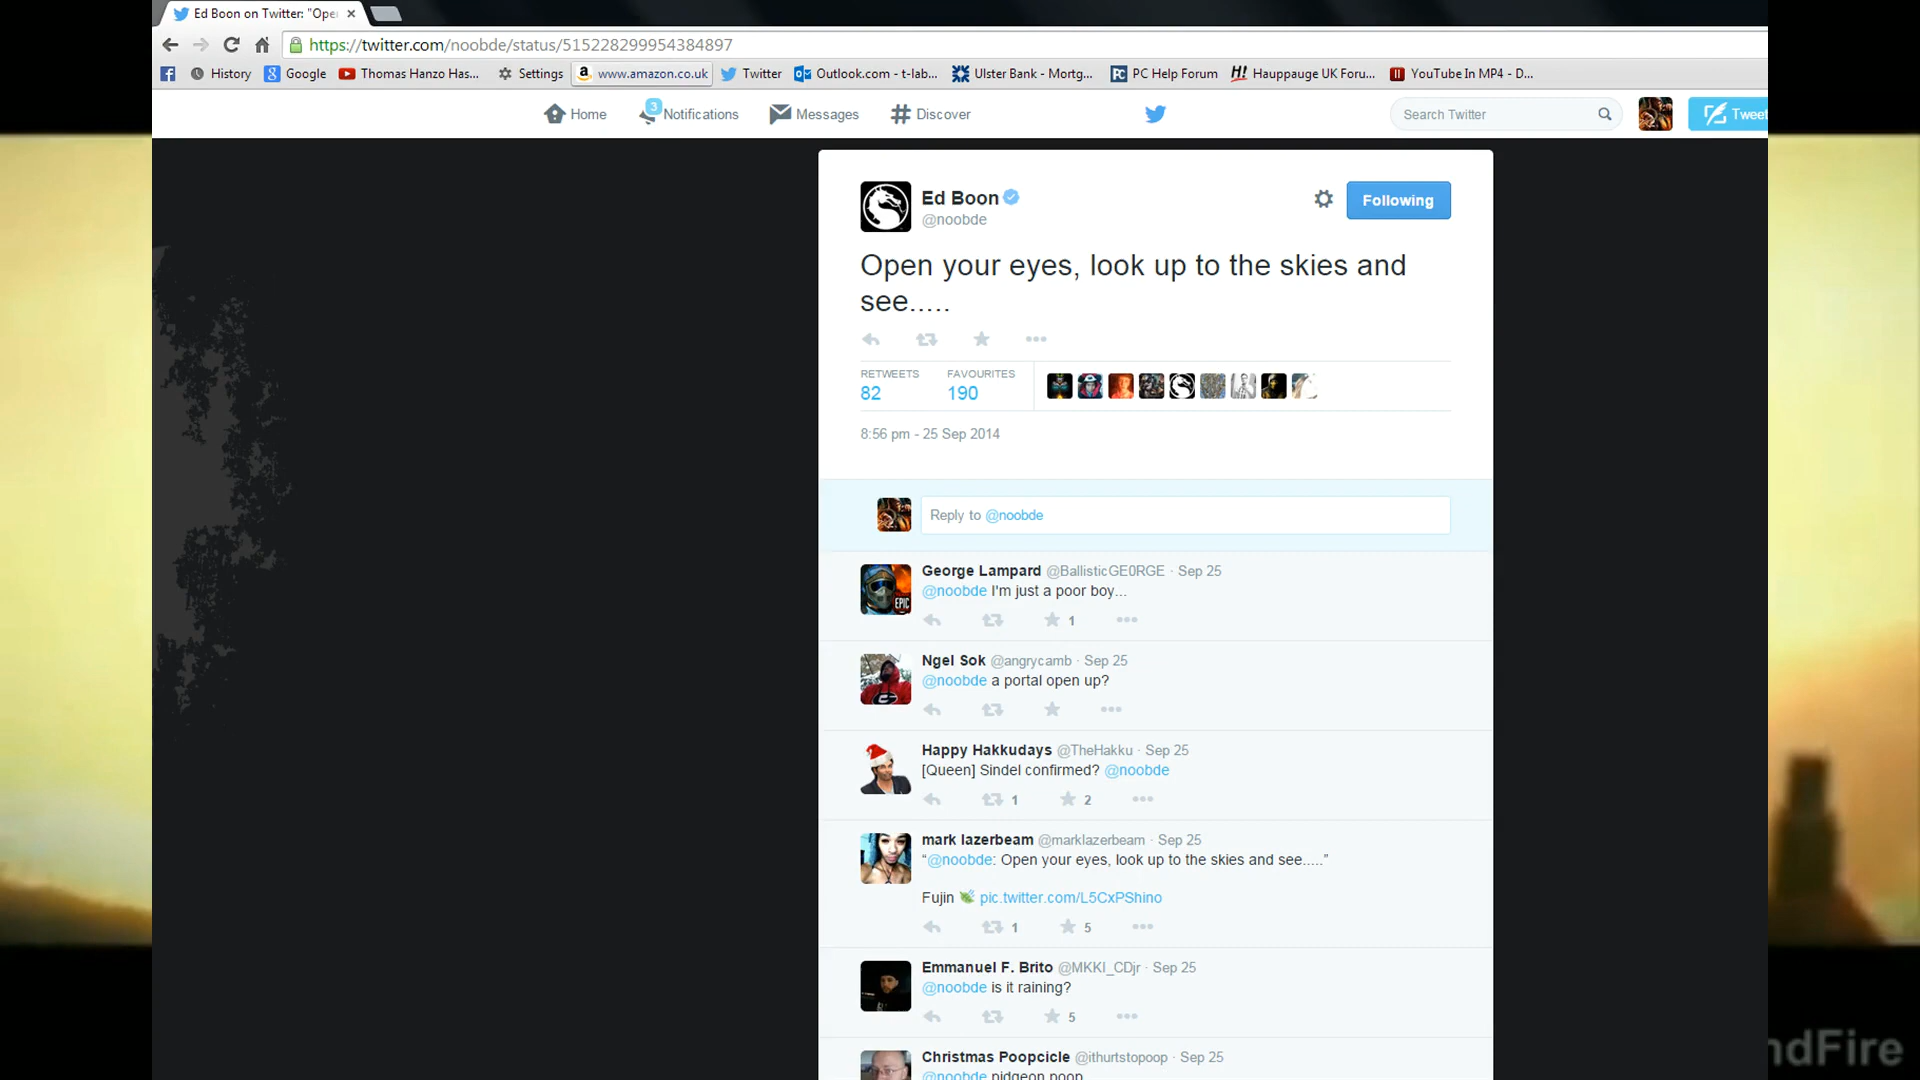 Ed Boon on Twitter: "Ope
https://twitter.com/noobde/status/515228299954384897
History Google Thomas Hanzo Has... Settings www.amazon.co.uk Twitter Outlook.com - t-lab... Ulster Bank - Mortg... PC Help Forum Hauppauge UK Foru... YouTube In MP4 - D...
Home 3 Notifications Messages Discover Search Twitter Tweet
Ed Boon
@noobde
Following
Open your eyes, look up to the skies and
see.....
RETWEETS FAVOURITES
82 190
8:56 pm - 25 Sep 2014
Reply to @noobde
George Lampard @BallisticGE0RGE · Sep 25
@noobde I'm just a poor boy...
1
EPIC
Ngel Sok @angrycamb · Sep 25
@noobde a portal open up?
Happy Hakkudays @TheHakku · Sep 25
[Queen] Sindel confirmed? @noobde
1 2
mark lazerbeam @marklazerbeam · Sep 25
“@noobde: Open your eyes, look up to the skies and see.....”
Fujin pic.twitter.com/L5CxPShino
1 5
Emmanuel F. Brito @MKKI_CDjr · Sep 25
@noobde is it raining?
5
Christmas Poopcicle @ithurtstopoop · Sep 25
@noobde pidgeon poop
ndFire